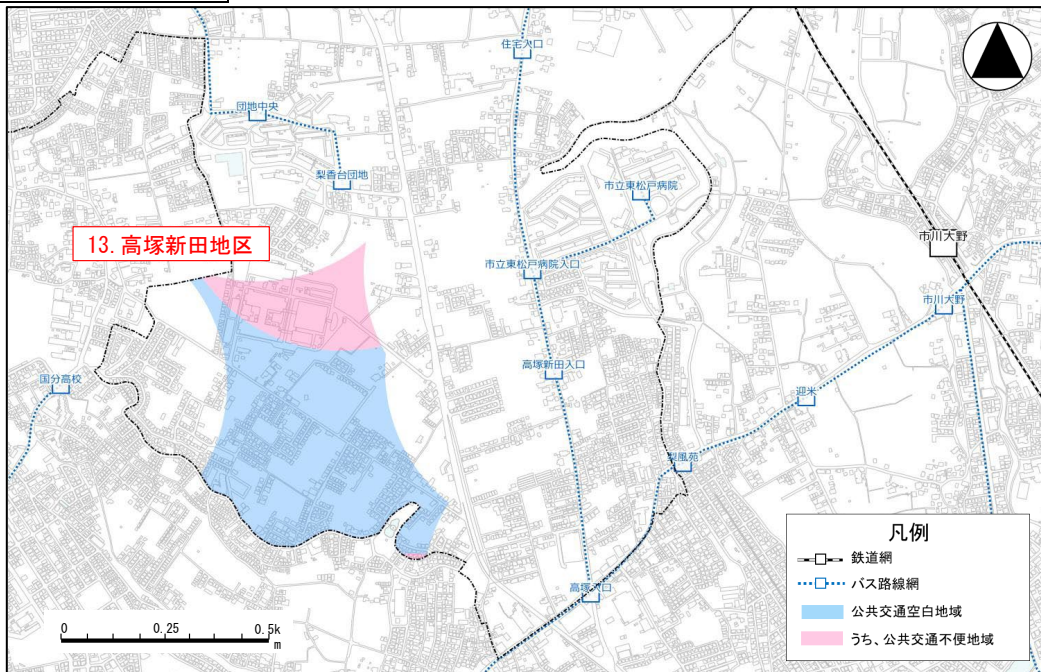 住宅入口
団地中央
梨香台団地
市立東松戸病院
13.高塚新田地区
市川大野
市立東松戸病院入口
市川大野
高塚新田入口
国分高校
迎米
梨風苑
高塚入口
凡例
鉄道網
バス路線網
公共交通空白地域
うち、公共交通不便地域
0 0.25 0.5k
m